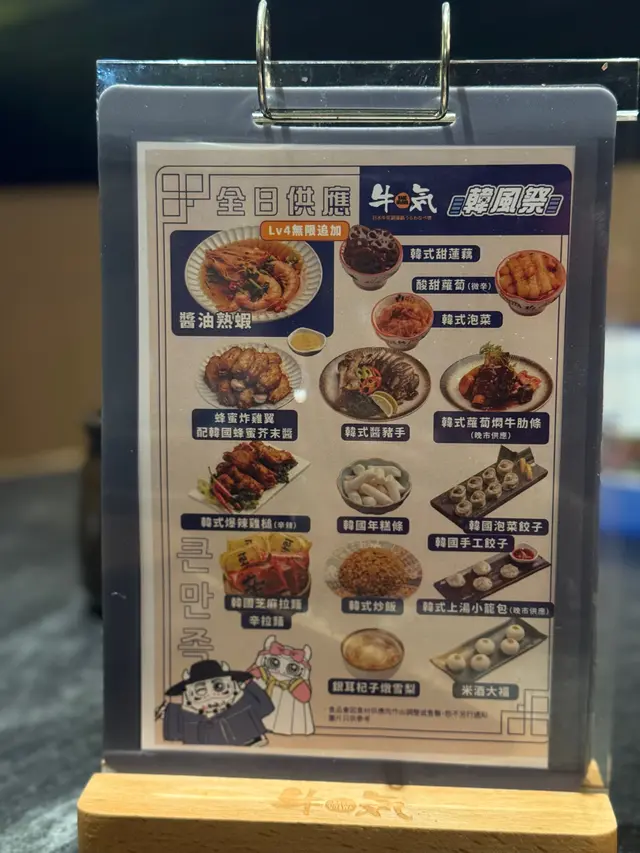 全日供應
牛氣
韓風祭
Lv4無限追加
醬油熟蝦
韓式甜蓮藕
酸甜蘿蔔(微辛)
韓式泡菜
蜂蜜炸雞翼
配韓國蜂蜜芥末醬
韓式醬豬手
韓式蘿蔔燜牛肋條
(晚市供應)
韓式爆辣雞槌(辛辣)
韓國年糕條
韓國泡菜餃子
韓國手工餃子
韓國芝麻拉麵
辛拉麵
韓式炒飯
韓式上湯小籠包(晚市供應)
銀耳杞子燉雪梨
米酒大福
큰만족
圖片只供參考
牛氣